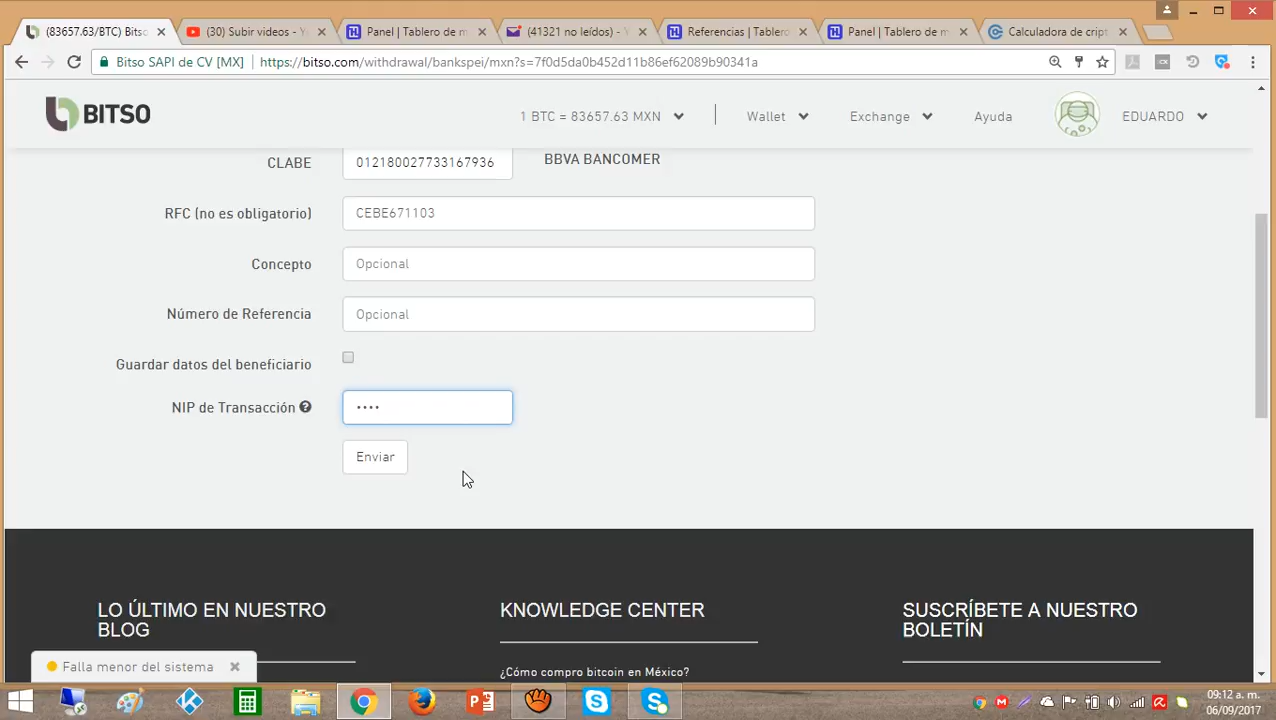 (83657.63/BTC) Bitso
(30) Subir videos - Y
Panel | Tablero de m
(41321 no leídos) - Y
Referencias | Tablero
Panel | Tablero de m
Calculadora de cript
Bitso SAPI de CV [MX]
https://bitso.com/withdrawal/bankspei/mxn?s=7f0d5da0b452d11b86ef62089b90341a
BITSO
1 BTC = 83657.63 MXN
Wallet
Exchange
Ayuda
EDUARDO
CLABE
012180027733167936
BBVA BANCOMER
RFC (no es obligatorio)
CEBE671103
Concepto
Opcional
Número de Referencia
Opcional
Guardar datos del beneficiario
NIP de Transacción
••••
Enviar
LO ÚLTIMO EN NUESTRO
BLOG
KNOWLEDGE CENTER
SUSCRÍBETE A NUESTRO
BOLETÍN
¿Cómo compro bitcoin en México?
Falla menor del sistema
09:12 a. m.
06/09/2017